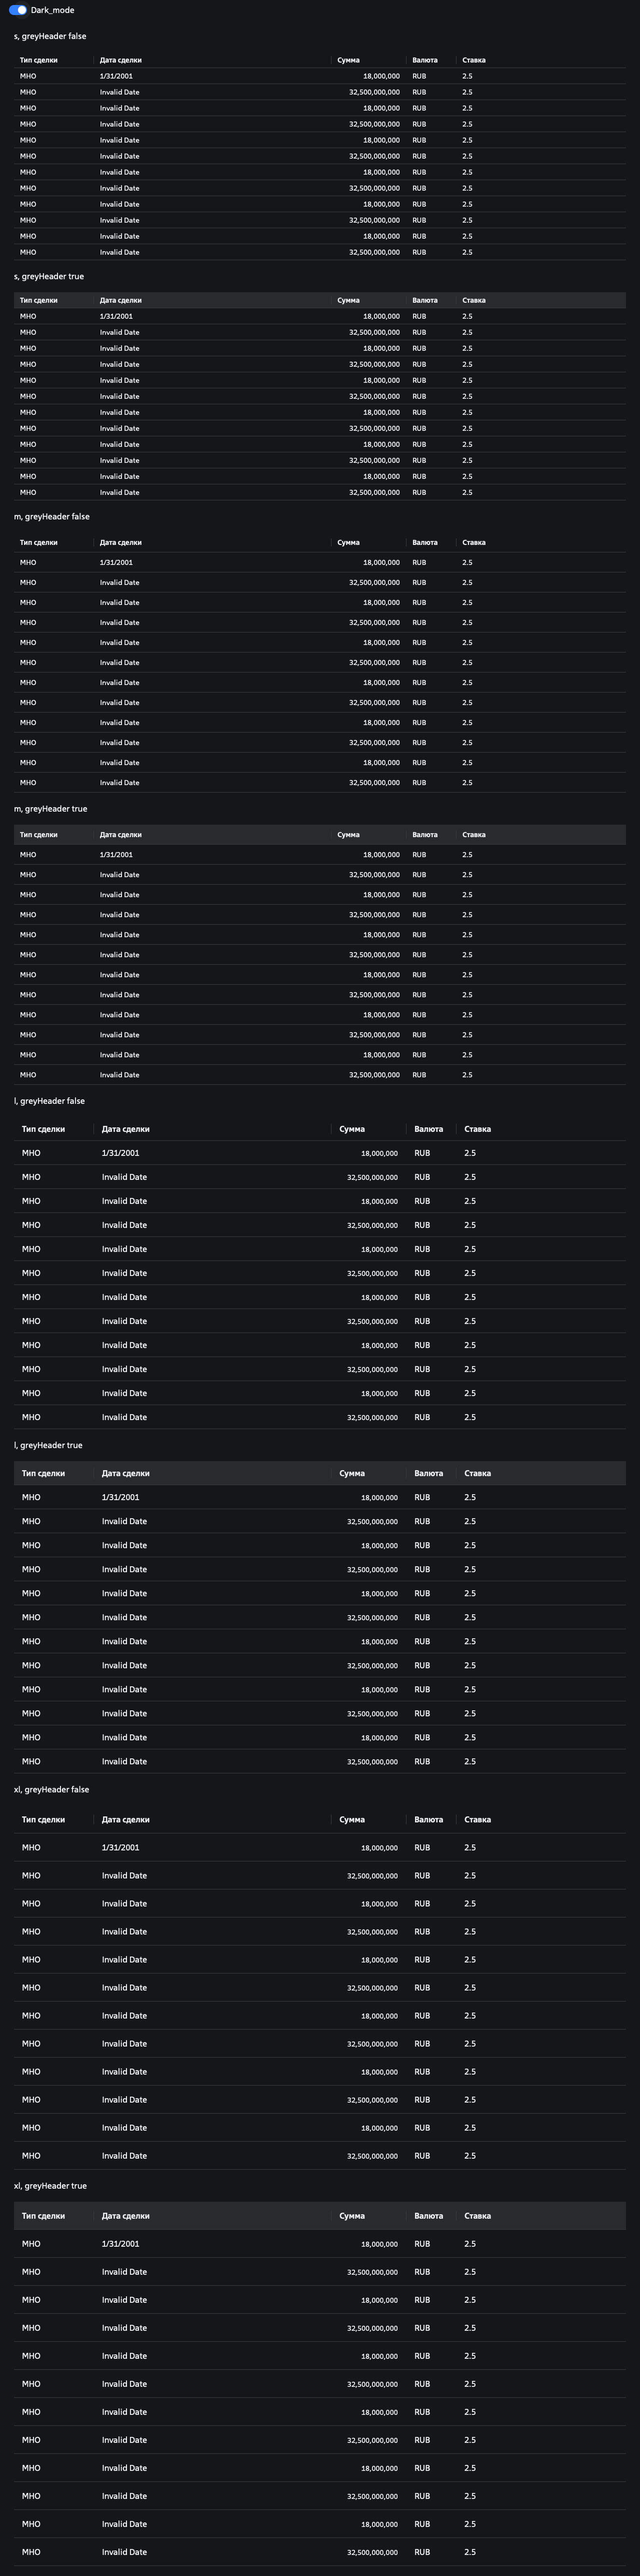 Dark_mode
s, greyHeader false
Тип сделки Дата сделки Сумма Валюта Ставка
МНО 1/31/2001 18,000,000 RUB 2.5
МНО Invalid Date 32,500,000,000 RUB 2.5
МНО Invalid Date 18,000,000 RUB 2.5
МНО Invalid Date 32,500,000,000 RUB 2.5
МНО Invalid Date 18,000,000 RUB 2.5
МНО Invalid Date 32,500,000,000 RUB 2.5
МНО Invalid Date 18,000,000 RUB 2.5
МНО Invalid Date 32,500,000,000 RUB 2.5
МНО Invalid Date 18,000,000 RUB 2.5
МНО Invalid Date 32,500,000,000 RUB 2.5
МНО Invalid Date 18,000,000 RUB 2.5
МНО Invalid Date 32,500,000,000 RUB 2.5
s, greyHeader true
Тип сделки Дата сделки Сумма Валюта Ставка
МНО 1/31/2001 18,000,000 RUB 2.5
МНО Invalid Date 32,500,000,000 RUB 2.5
МНО Invalid Date 18,000,000 RUB 2.5
МНО Invalid Date 32,500,000,000 RUB 2.5
МНО Invalid Date 18,000,000 RUB 2.5
МНО Invalid Date 32,500,000,000 RUB 2.5
МНО Invalid Date 18,000,000 RUB 2.5
МНО Invalid Date 32,500,000,000 RUB 2.5
МНО Invalid Date 18,000,000 RUB 2.5
МНО Invalid Date 32,500,000,000 RUB 2.5
МНО Invalid Date 18,000,000 RUB 2.5
МНО Invalid Date 32,500,000,000 RUB 2.5
m, greyHeader false
Тип сделки Дата сделки Сумма Валюта Ставка
МНО 1/31/2001 18,000,000 RUB 2.5
МНО Invalid Date 32,500,000,000 RUB 2.5
МНО Invalid Date 18,000,000 RUB 2.5
МНО Invalid Date 32,500,000,000 RUB 2.5
МНО Invalid Date 18,000,000 RUB 2.5
МНО Invalid Date 32,500,000,000 RUB 2.5
МНО Invalid Date 18,000,000 RUB 2.5
МНО Invalid Date 32,500,000,000 RUB 2.5
МНО Invalid Date 18,000,000 RUB 2.5
МНО Invalid Date 32,500,000,000 RUB 2.5
МНО Invalid Date 18,000,000 RUB 2.5
МНО Invalid Date 32,500,000,000 RUB 2.5
m, greyHeader true
Тип сделки Дата сделки Сумма Валюта Ставка
МНО 1/31/2001 18,000,000 RUB 2.5
МНО Invalid Date 32,500,000,000 RUB 2.5
МНО Invalid Date 18,000,000 RUB 2.5
МНО Invalid Date 32,500,000,000 RUB 2.5
МНО Invalid Date 18,000,000 RUB 2.5
МНО Invalid Date 32,500,000,000 RUB 2.5
МНО Invalid Date 18,000,000 RUB 2.5
МНО Invalid Date 32,500,000,000 RUB 2.5
МНО Invalid Date 18,000,000 RUB 2.5
МНО Invalid Date 32,500,000,000 RUB 2.5
МНО Invalid Date 18,000,000 RUB 2.5
МНО Invalid Date 32,500,000,000 RUB 2.5
l, greyHeader false
Тип сделки Дата сделки Сумма Валюта Ставка
МНО 1/31/2001 18,000,000 RUB 2.5
МНО Invalid Date 32,500,000,000 RUB 2.5
МНО Invalid Date 18,000,000 RUB 2.5
МНО Invalid Date 32,500,000,000 RUB 2.5
МНО Invalid Date 18,000,000 RUB 2.5
МНО Invalid Date 32,500,000,000 RUB 2.5
МНО Invalid Date 18,000,000 RUB 2.5
МНО Invalid Date 32,500,000,000 RUB 2.5
МНО Invalid Date 18,000,000 RUB 2.5
МНО Invalid Date 32,500,000,000 RUB 2.5
МНО Invalid Date 18,000,000 RUB 2.5
МНО Invalid Date 32,500,000,000 RUB 2.5
l, greyHeader true
Тип сделки Дата сделки Сумма Валюта Ставка
МНО 1/31/2001 18,000,000 RUB 2.5
МНО Invalid Date 32,500,000,000 RUB 2.5
МНО Invalid Date 18,000,000 RUB 2.5
МНО Invalid Date 32,500,000,000 RUB 2.5
МНО Invalid Date 18,000,000 RUB 2.5
МНО Invalid Date 32,500,000,000 RUB 2.5
МНО Invalid Date 18,000,000 RUB 2.5
МНО Invalid Date 32,500,000,000 RUB 2.5
МНО Invalid Date 18,000,000 RUB 2.5
МНО Invalid Date 32,500,000,000 RUB 2.5
МНО Invalid Date 18,000,000 RUB 2.5
МНО Invalid Date 32,500,000,000 RUB 2.5
xl, greyHeader false
Тип сделки Дата сделки Сумма Валюта Ставка
МНО 1/31/2001 18,000,000 RUB 2.5
МНО Invalid Date 32,500,000,000 RUB 2.5
МНО Invalid Date 18,000,000 RUB 2.5
МНО Invalid Date 32,500,000,000 RUB 2.5
МНО Invalid Date 18,000,000 RUB 2.5
МНО Invalid Date 32,500,000,000 RUB 2.5
МНО Invalid Date 18,000,000 RUB 2.5
МНО Invalid Date 32,500,000,000 RUB 2.5
МНО Invalid Date 18,000,000 RUB 2.5
МНО Invalid Date 32,500,000,000 RUB 2.5
МНО Invalid Date 18,000,000 RUB 2.5
МНО Invalid Date 32,500,000,000 RUB 2.5
xl, greyHeader true
Тип сделки Дата сделки Сумма Валюта Ставка
МНО 1/31/2001 18,000,000 RUB 2.5
МНО Invalid Date 32,500,000,000 RUB 2.5
МНО Invalid Date 18,000,000 RUB 2.5
МНО Invalid Date 32,500,000,000 RUB 2.5
МНО Invalid Date 18,000,000 RUB 2.5
МНО Invalid Date 32,500,000,000 RUB 2.5
МНО Invalid Date 18,000,000 RUB 2.5
МНО Invalid Date 32,500,000,000 RUB 2.5
МНО Invalid Date 18,000,000 RUB 2.5
МНО Invalid Date 32,500,000,000 RUB 2.5
МНО Invalid Date 18,000,000 RUB 2.5
МНО Invalid Date 32,500,000,000 RUB 2.5